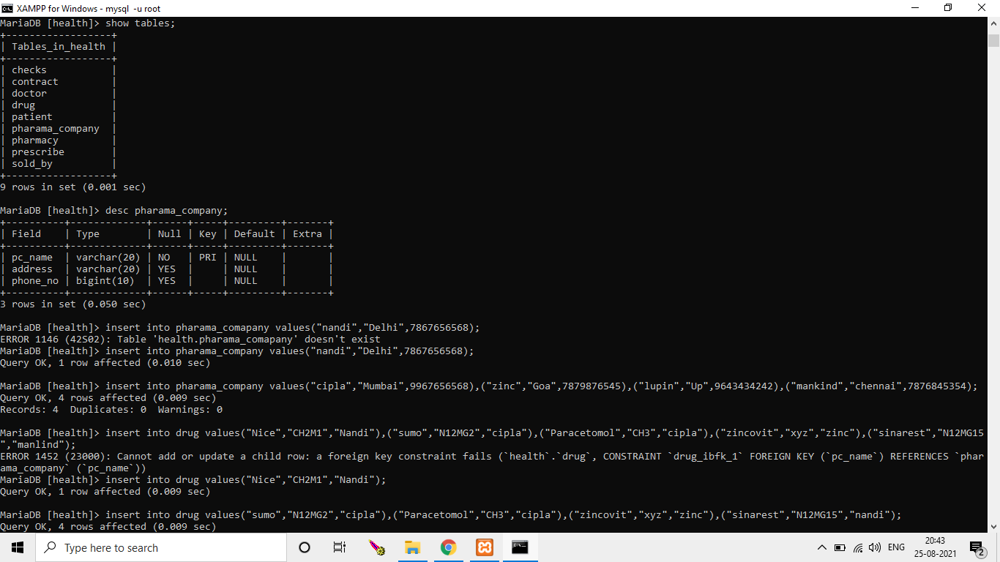 XAMPP for Windows - mysql -u root
MariaDB [health]> show tables;
+------------------+
| Tables_in_health |
+------------------+
| checks           |
| contract         |
| doctor           |
| drug             |
| patient          |
| pharama_company  |
| pharmacy         |
| prescribe        |
| sold_by          |
+------------------+
9 rows in set (0.001 sec)
MariaDB [health]> desc pharama_company;
+----------+-------------+------+-----+---------+-------+
| Field    | Type        | Null | Key | Default | Extra |
+----------+-------------+------+-----+---------+-------+
| pc_name  | varchar(20) | NO   | PRI | NULL    |       |
| address  | varchar(20) | YES  |     | NULL    |       |
| phone_no | bigint(10)  | YES  |     | NULL    |       |
+----------+-------------+------+-----+---------+-------+
3 rows in set (0.050 sec)
MariaDB [health]> insert into pharama_comapany values("nandi","Delhi",7867656568);
ERROR 1146 (42S02): Table 'health.pharama_comapany' doesn't exist
MariaDB [health]> insert into pharama_company values("nandi","Delhi",7867656568);
Query OK, 1 row affected (0.010 sec)
MariaDB [health]> insert into pharama_company values("cipla","Mumbai",9967656568),("zinc","Goa",7879876545),("lupin","Up",9643434242),("mankind","chennai",7876845354);
Query OK, 4 rows affected (0.009 sec)
Records: 4  Duplicates: 0  Warnings: 0
MariaDB [health]> insert into drug values("Nice","CH2M1","Nandi"),("sumo","N12MG2","cipla"),("Paracetomol","CH3","cipla"),("zincovit","xyz","zinc"),("sinarest","N12MG15
","manlind");
ERROR 1452 (23000): Cannot add or update a child row: a foreign key constraint fails (`health`.`drug`, CONSTRAINT `drug_ibfk_1` FOREIGN KEY (`pc_name`) REFERENCES `phar
ama_company` (`pc_name`))
MariaDB [health]> insert into drug values("Nice","CH2M1","Nandi");
Query OK, 1 row affected (0.009 sec)
MariaDB [health]> insert into drug values("sumo","N12MG2","cipla"),("Paracetomol","CH3","cipla"),("zincovit","xyz","zinc"),("sinarest","N12MG15","nandi");
Query OK, 4 rows affected (0.009 sec)
Type here to search
ENG
20:43
25-08-2021
2